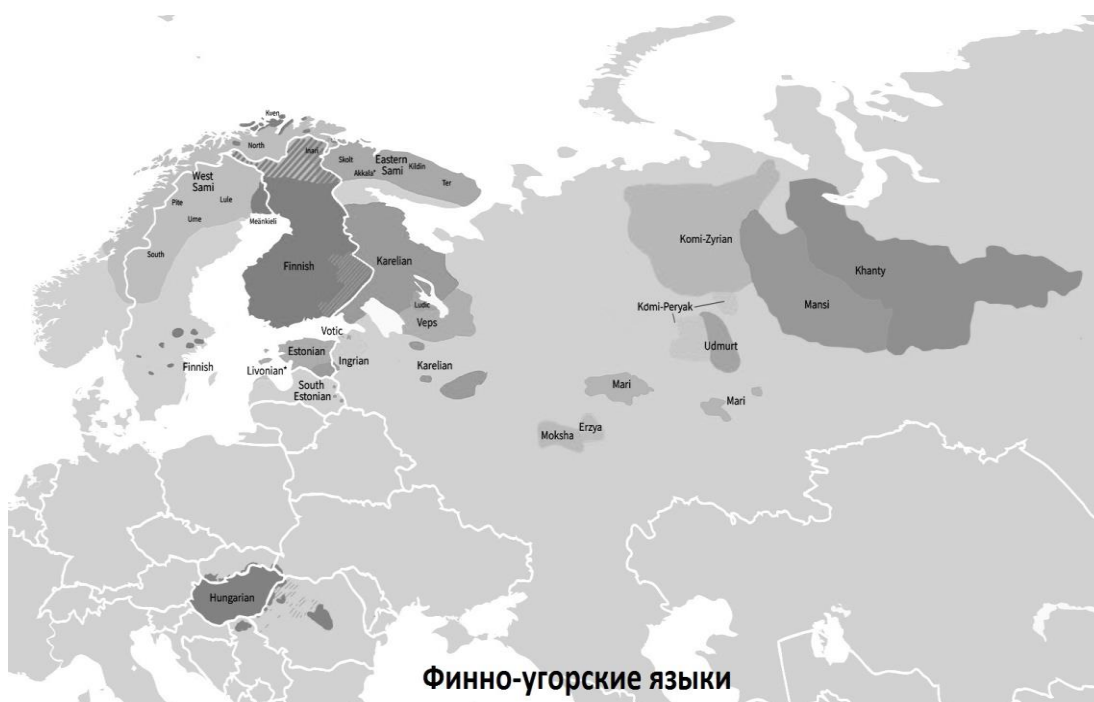 Kven
North
Inari
Skolt
Eastern
Sami
Kildin
Akkala*
Ter
West
Sami
Pite
Lule
Ume
Meänkieli
South
Finnish
Karelian
Ludic
Veps
Komi-Zyrian
Khanty
Mansi
Komi-Peryak
Udmurt
Votic
Estonian
Ingrian
Finnish
Livonian*
South
Estonian
Karelian
Mari
Mari
Erzya
Moksha
Hungarian
Финно-угорские языки